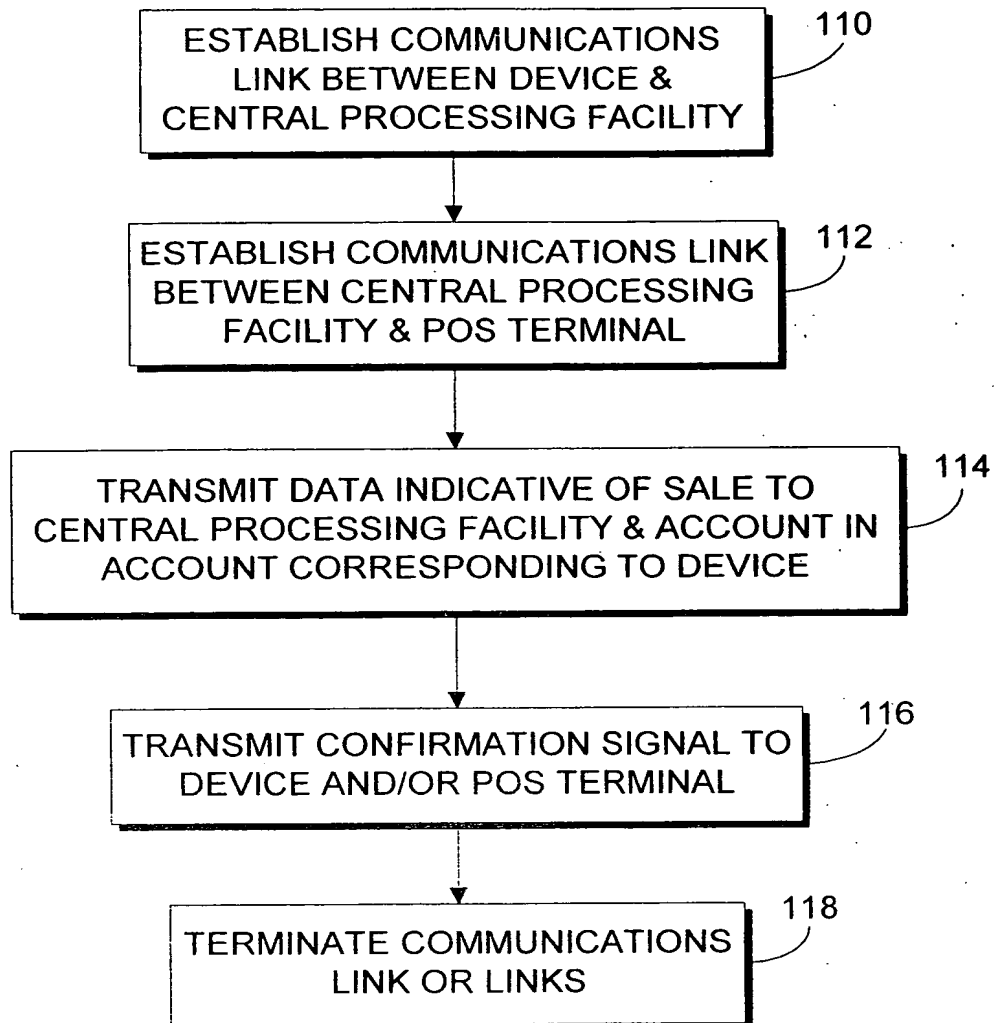 ESTABLISH COMMUNICATIONS
LINK BETWEEN DEVICE &
CENTRAL PROCESSING FACILITY
110
ESTABLISH COMMUNICATIONS LINK
BETWEEN CENTRAL PROCESSING
FACILITY & POS TERMINAL
112
TRANSMIT DATA INDICATIVE OF SALE TO
CENTRAL PROCESSING FACILITY & ACCOUNT IN
ACCOUNT CORRESPONDING TO DEVICE
114
TRANSMIT CONFIRMATION SIGNAL TO
DEVICE AND/OR POS TERMINAL
116
TERMINATE COMMUNICATIONS
LINK OR LINKS
118